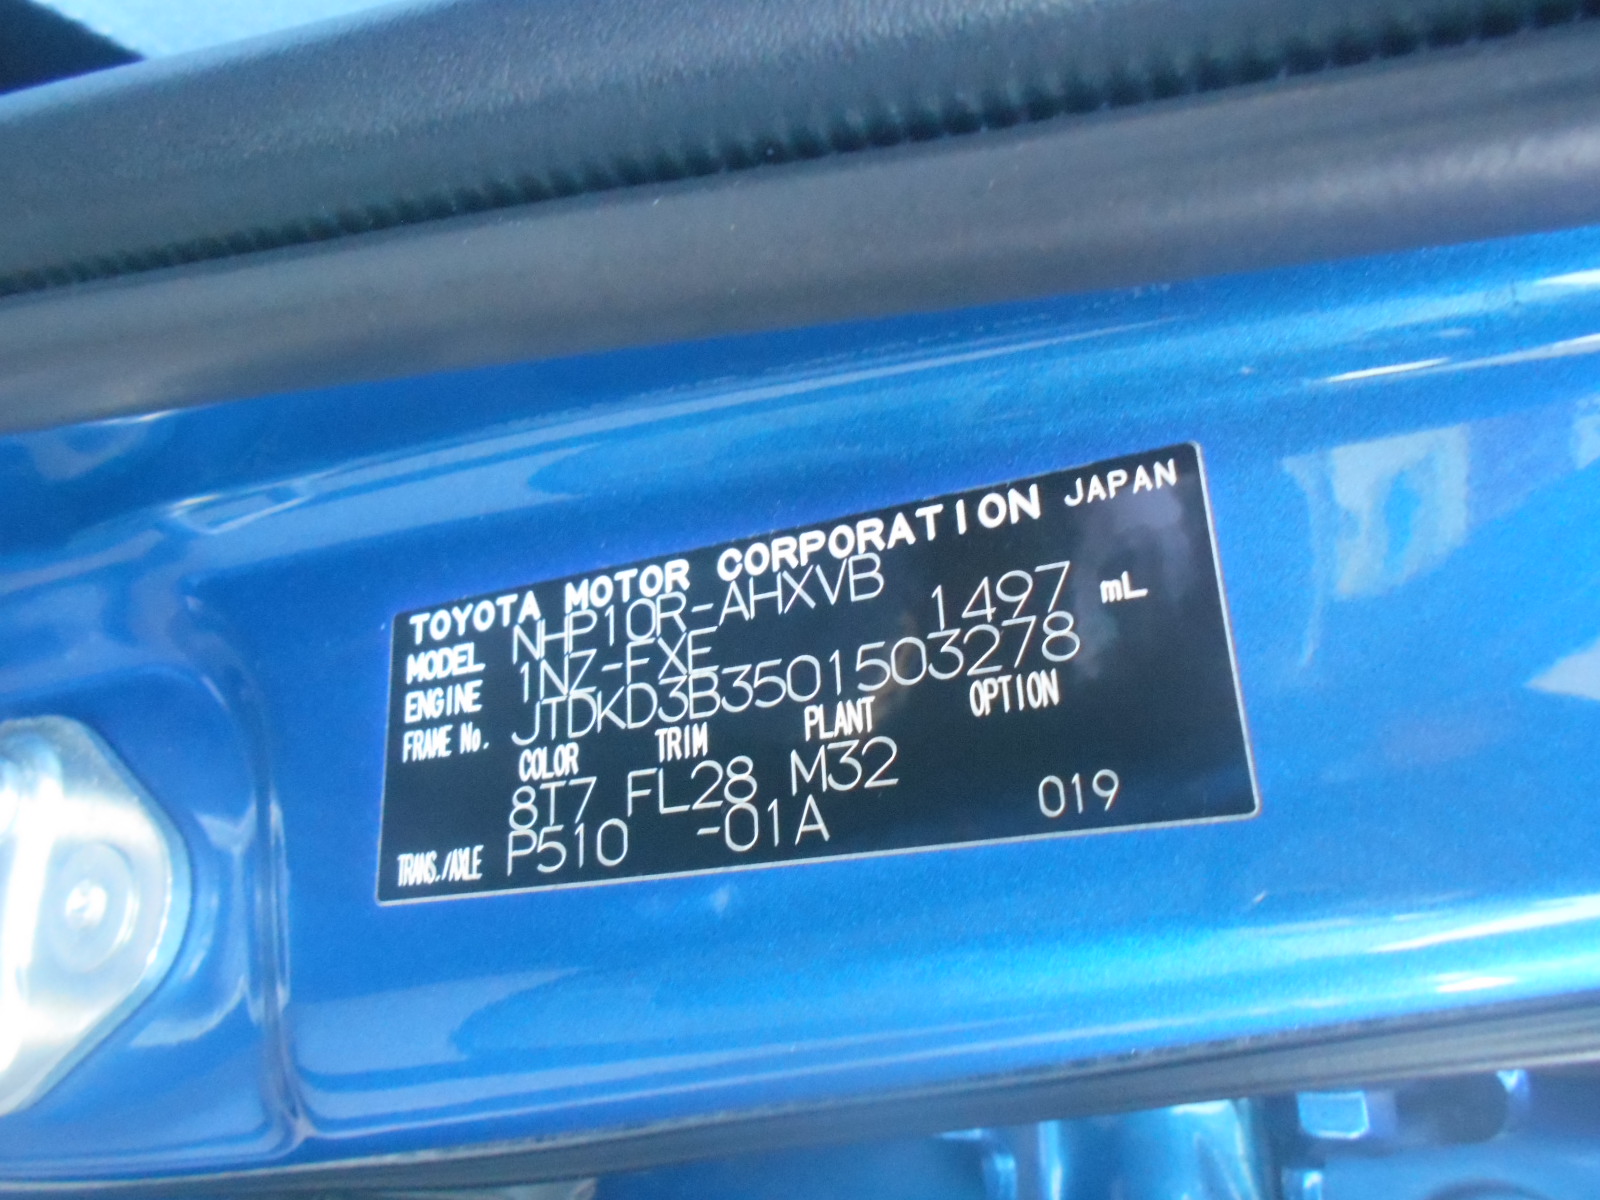 TOYOTA MOTOR CORPORATION JAPAN
MODEL NHP10R-AHXVB
ENGINE 1NZ-FXE 1497 mL
FRAME No. JTDKD3B3501503278
COLOR TRIM PLANT OPTION
8T7 FL28 M32
TRANS./AXLE P510 -01A 019